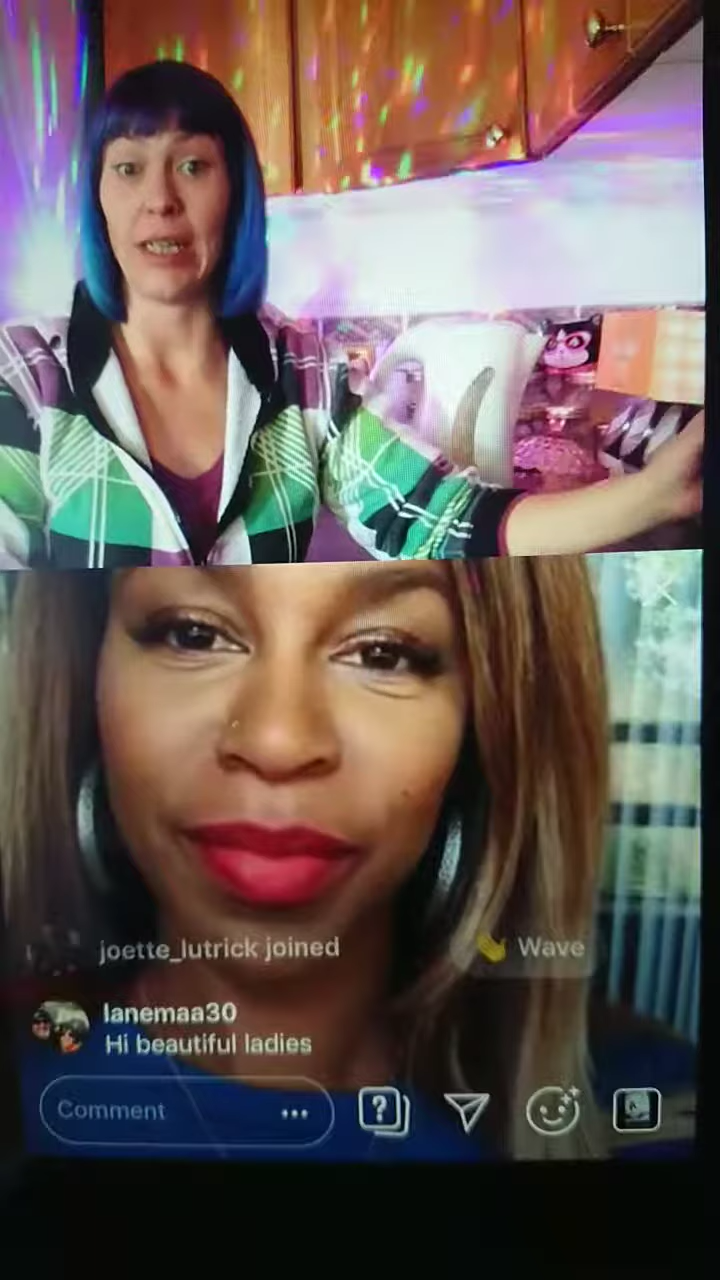 joette_lutrick joined
👋 Wave
lanemaa30
Hi beautiful ladies
Comment